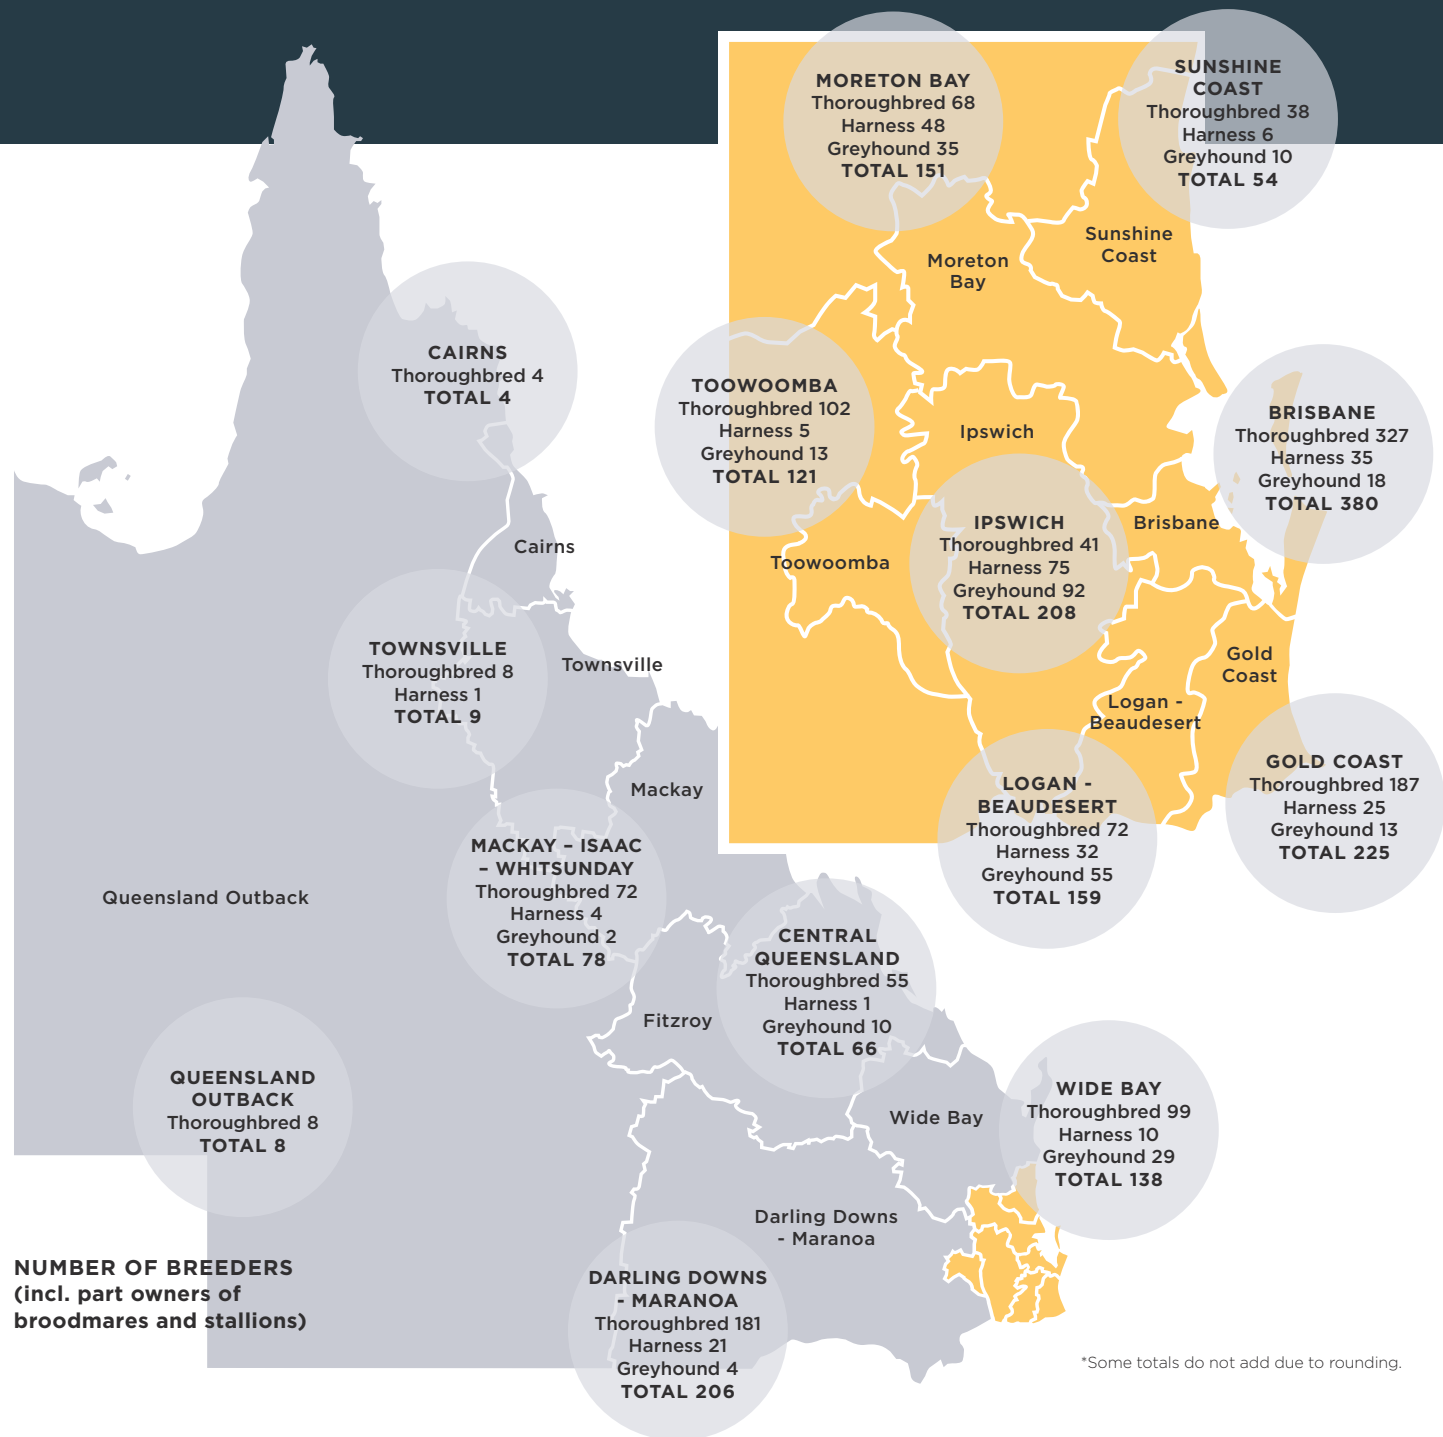 MORETON BAY
Thoroughbred 68
Harness 48
Greyhound 35
TOTAL 151
SUNSHINE
COAST
Thoroughbred 38
Harness 6
Greyhound 10
TOTAL 54
Sunshine
Coast
Moreton
Bay
CAIRNS
Thoroughbred 4
TOTAL 4
TOOWOOMBA
Thoroughbred 102
Harness 5
Greyhound 13
TOTAL 121
Ipswich
BRISBANE
Thoroughbred 327
Harness 35
Greyhound 18
TOTAL 380
Cairns
Toowoomba
IPSWICH
Thoroughbred 41
Harness 75
Greyhound 92
TOTAL 208
Brisbane
TOWNSVILLE
Thoroughbred 8
Harness 1
TOTAL 9
Townsville
Gold
Coast
Logan -
Beaudesert
Mackay
LOGAN -
BEAUDESERT
Thoroughbred 72
Harness 32
Greyhound 55
TOTAL 159
GOLD COAST
Thoroughbred 187
Harness 25
Greyhound 13
TOTAL 225
Queensland Outback
MACKAY – ISAAC
– WHITSUNDAY
Thoroughbred 72
Harness 4
Greyhound 2
TOTAL 78
CENTRAL
QUEENSLAND
Thoroughbred 55
Harness 1
Greyhound 10
TOTAL 66
Fitzroy
QUEENSLAND
OUTBACK
Thoroughbred 8
TOTAL 8
Wide Bay
WIDE BAY
Thoroughbred 99
Harness 10
Greyhound 29
TOTAL 138
Darling Downs
- Maranoa
NUMBER OF BREEDERS
(incl. part owners of
broodmares and stallions)
DARLING DOWNS
- MARANOA
Thoroughbred 181
Harness 21
Greyhound 4
TOTAL 206
*Some totals do not add due to rounding.